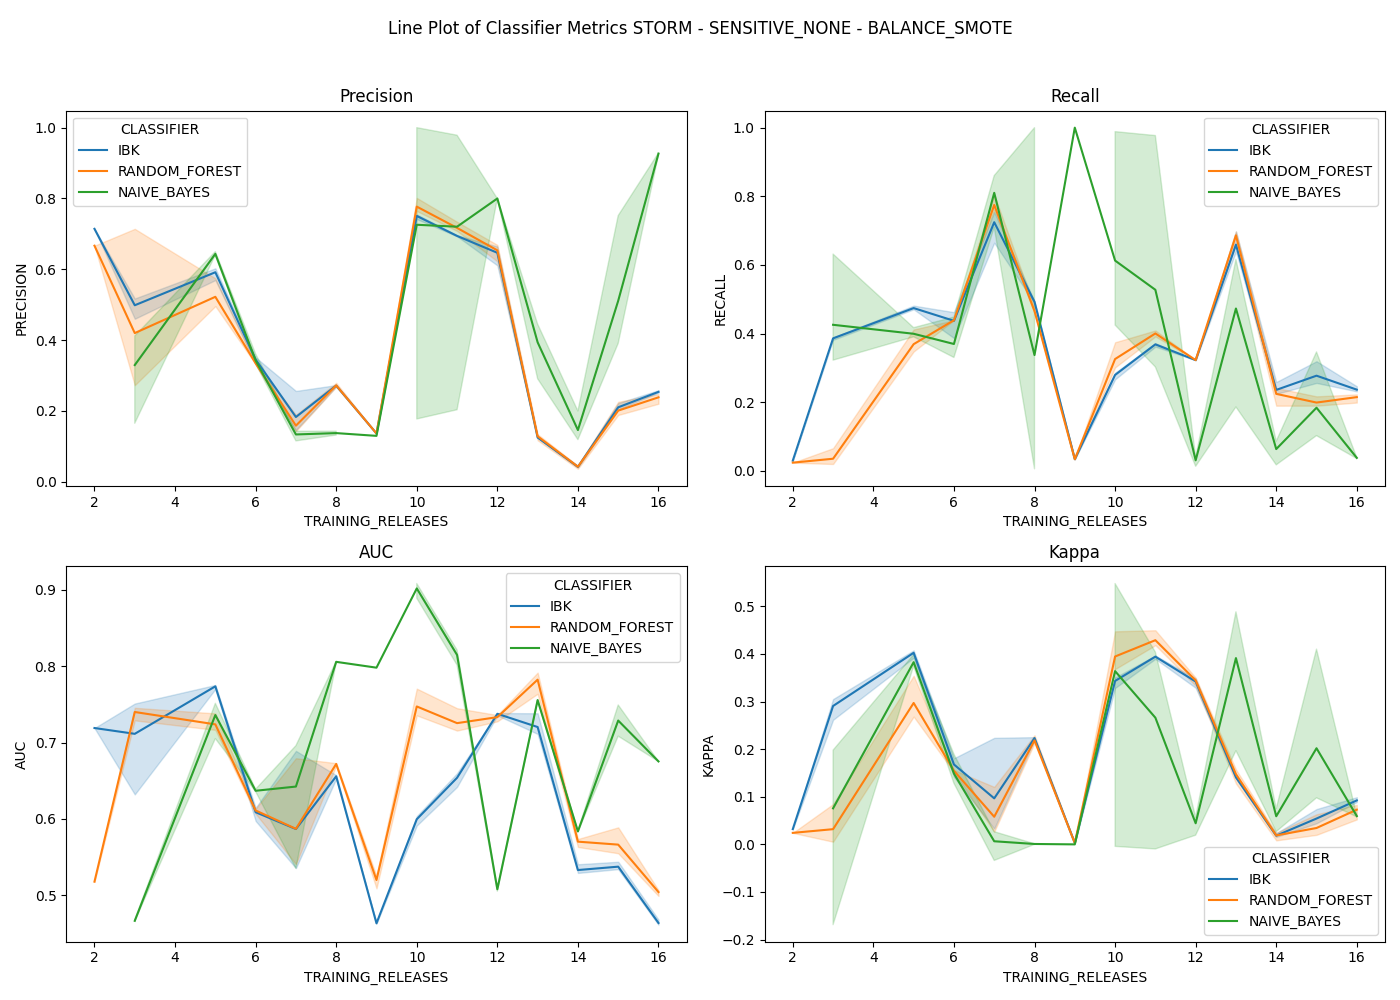 Line Plot of Classifier Metrics STORM - SENSITIVE_NONE - BALANCE_SMOTE
Precision
CLASSIFIER
IBK
RANDOM_FOREST
NAIVE_BAYES
1.0
0.8
0.6
0.4
0.2
0.0
PRECISION
2 4 6 8 10 12 14 16
TRAINING_RELEASES
Recall
CLASSIFIER
IBK
RANDOM_FOREST
NAIVE_BAYES
1.0
0.8
0.6
0.4
0.2
0.0
RECALL
2 4 6 8 10 12 14 16
TRAINING_RELEASES
AUC
CLASSIFIER
IBK
RANDOM_FOREST
NAIVE_BAYES
0.9
0.8
0.7
0.6
0.5
AUC
2 4 6 8 10 12 14 16
TRAINING_RELEASES
Kappa
0.5
0.4
0.3
0.2
0.1
0.0
−0.1
−0.2
KAPPA
CLASSIFIER
IBK
RANDOM_FOREST
NAIVE_BAYES
2 4 6 8 10 12 14 16
TRAINING_RELEASES